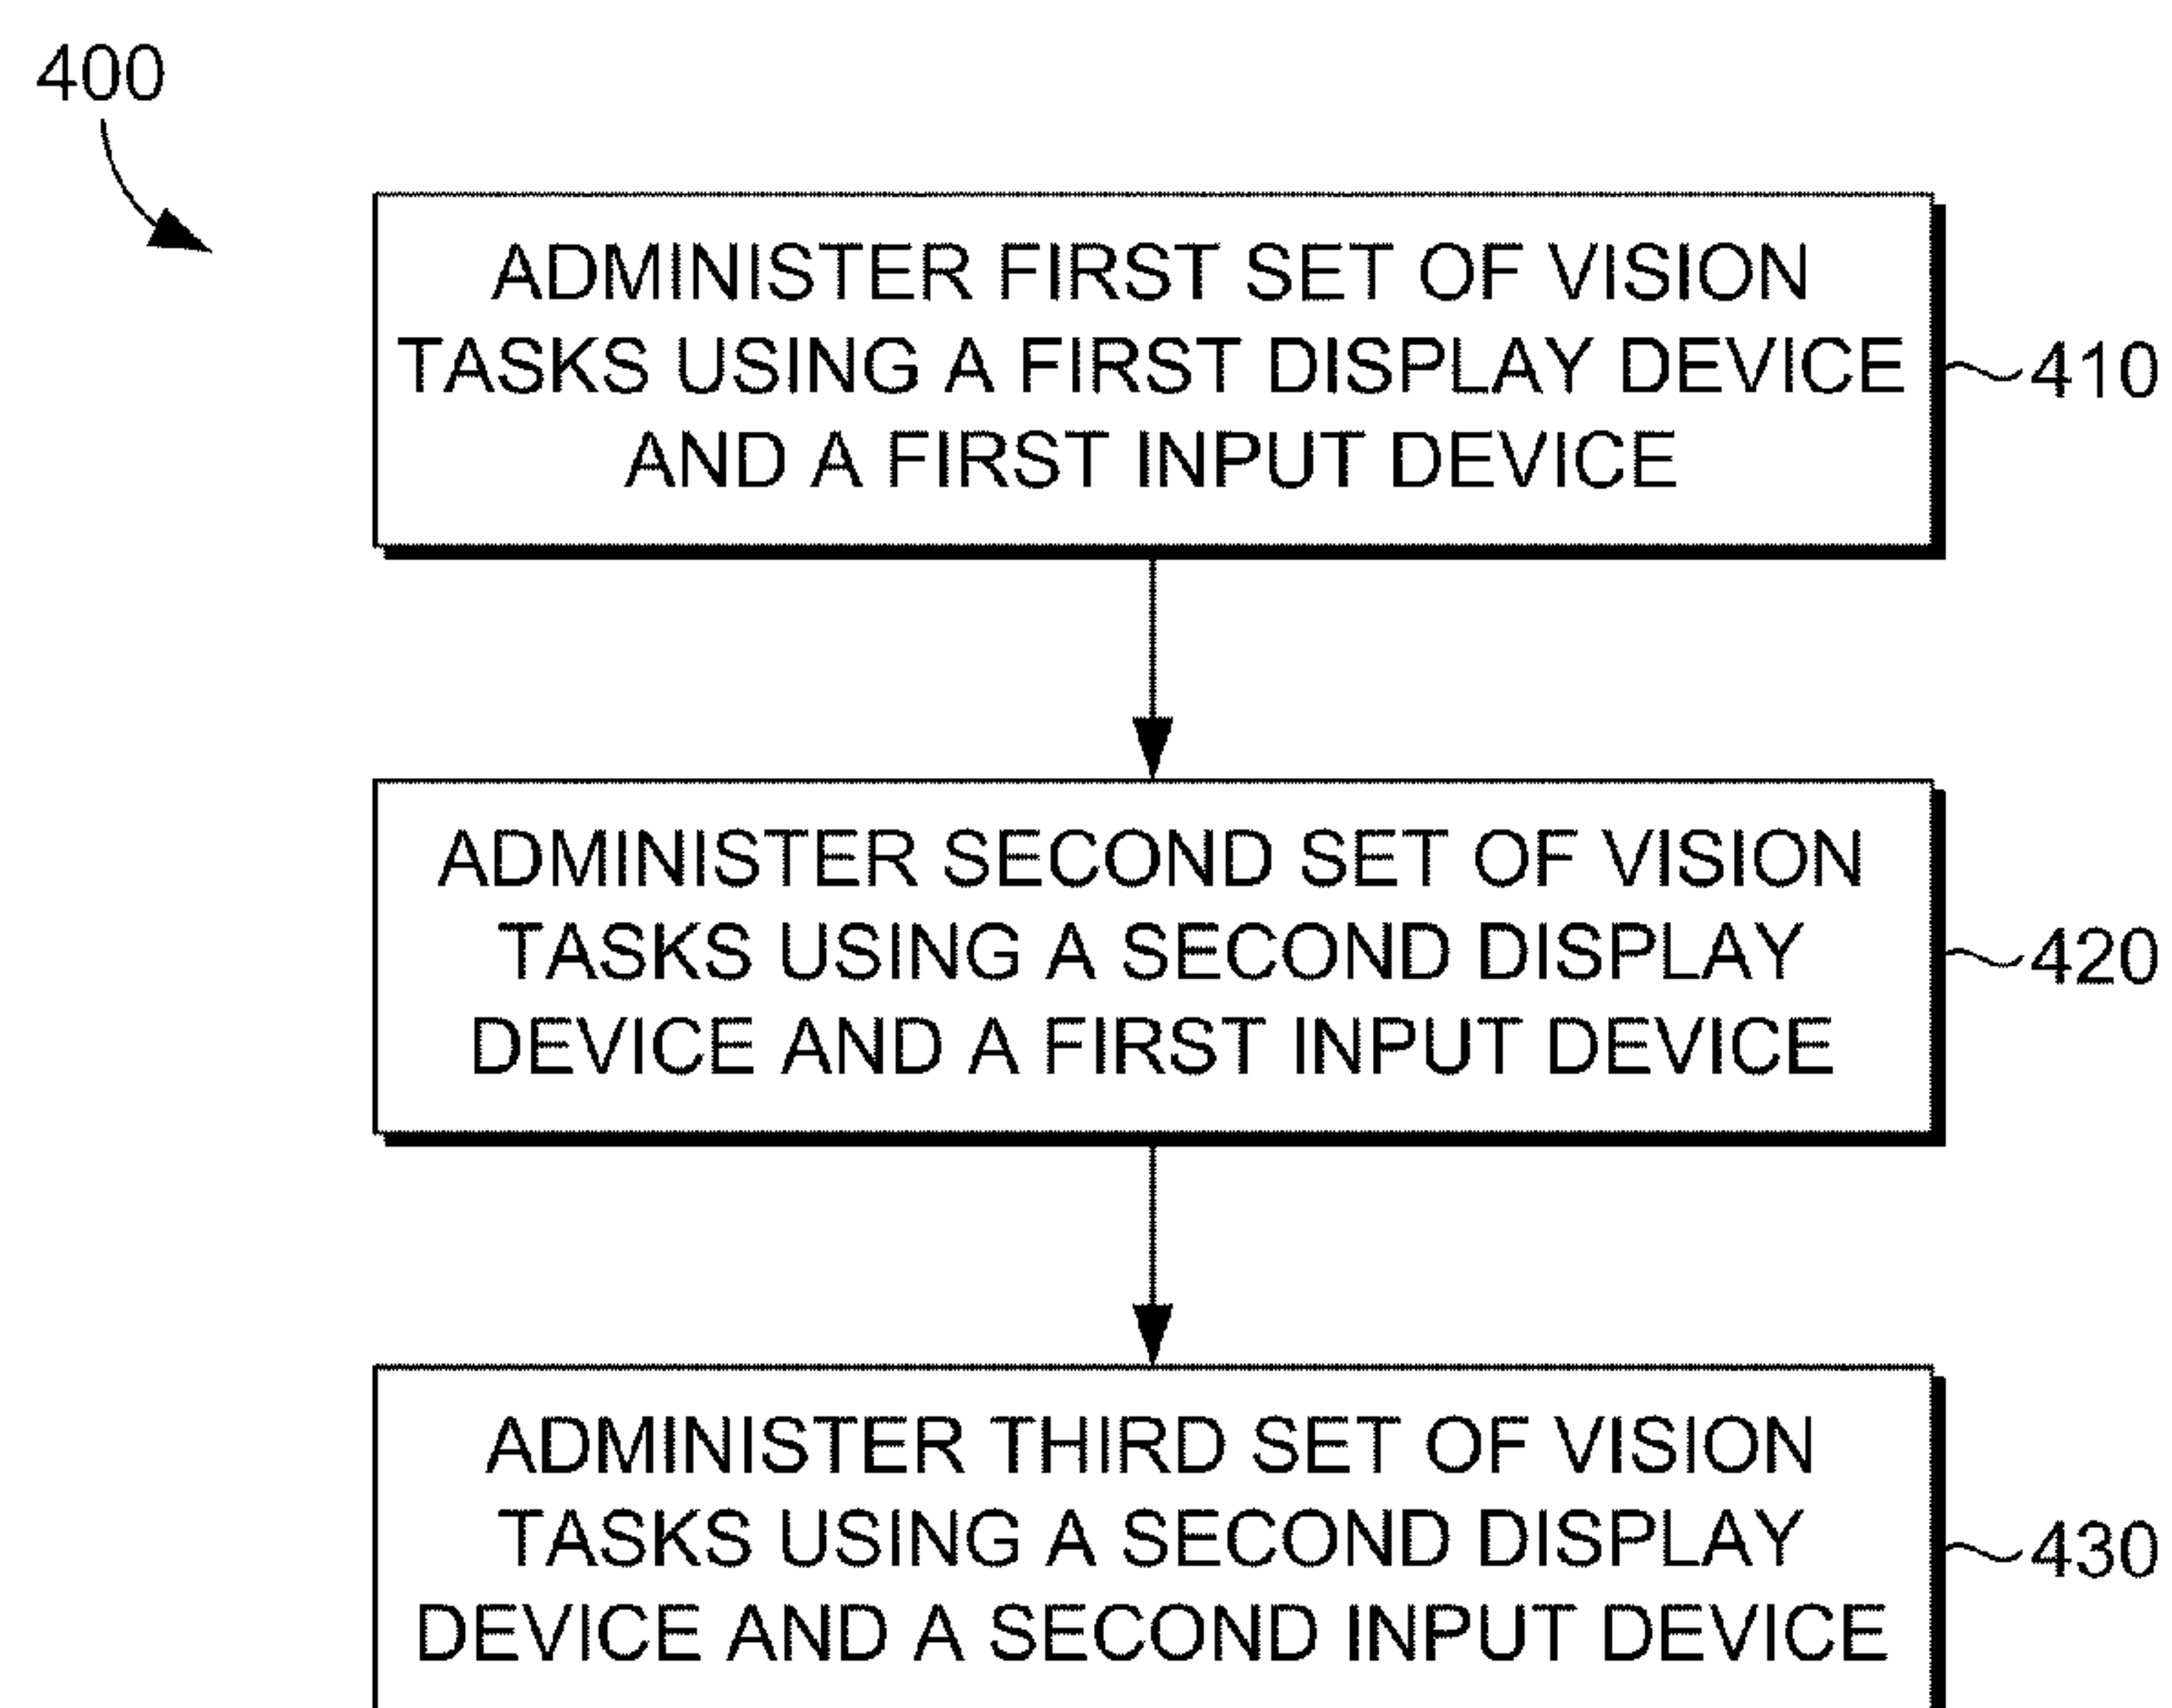 400
ADMINISTER FIRST SET OF VISION
TASKS USING A FIRST DISPLAY DEVICE
AND A FIRST INPUT DEVICE
410
ADMINISTER SECOND SET OF VISION
TASKS USING A SECOND DISPLAY
DEVICE AND A FIRST INPUT DEVICE
420
ADMINISTER THIRD SET OF VISION
TASKS USING A SECOND DISPLAY
DEVICE AND A SECOND INPUT DEVICE
430